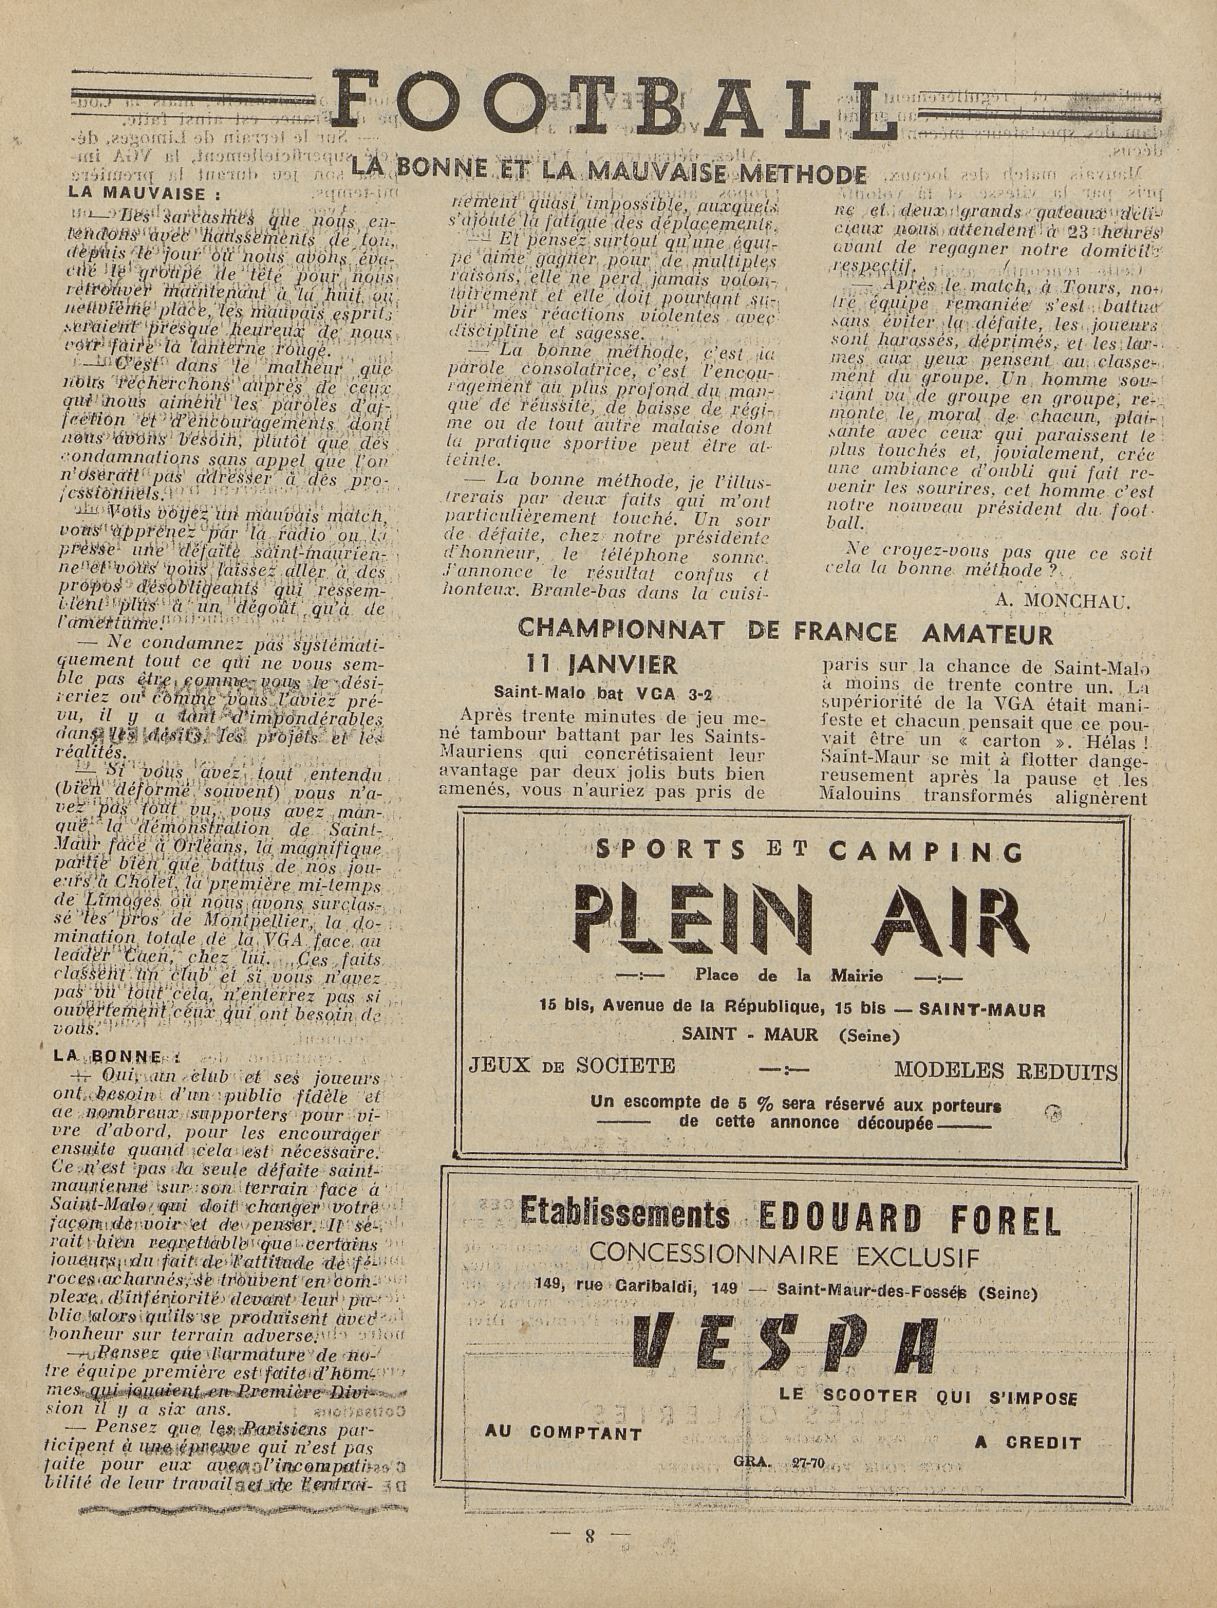 FOOTBALL
LA BONNE ET LA MAUVAISE METHODE
LA MAUVAISE :
— Les sarcasmes que nous en-
tendons avec haussements de ton,
depuis le jour où nous avons éva-
cué le groupe de tête pour nous
retrouver maintenant à la huit ou
neuvième place, les mauvais esprits
seraient presque heureux de nous
voir faire la lanterne rouge.
— C'est dans le malheur que
nous recherchons auprès de ceux
qui nous aiment les paroles d'af-
fection et d'encouragements dont
nous avons besoin, plutôt que des
condamnations sans appel que l'on
n'oserait pas adresser à des pro-
fessionnels.
— Vous voyez un mauvais match,
vous apprenez par la radio ou la
presse une défaite saint-maurien-
ne et vous vous laissez aller à des
propos désobligeants qui ressem-
blent plus à un dégoût qu'à de
l'amertume!
— Ne condamnez pas systémati-
quement tout ce qui ne vous sem-
ble pas être comme vous le dési-
reriez ou comme vous l'aviez pré-
vu, il y a tant d'impondérables
dans les désirs, les projets et les
réalités.
— Si vous avez tout entendu
(bien déformé souvent) vous n'a-
vez pas tout vu, vous avez man-
qué la démonstration de Saint-
Maur face à Orléans, la magnifique
partie bien que battus de nos jou-
eurs à Cholet, la première mi-temps
de Limoges où nous avons surclas-
sé les pros de Montpellier, la do-
mination totale de la VGA face au
leader Caen, chez lui... Ces faits
classent un club et si vous n'avez
pas vu tout cela, n'enterrez pas si
ouvertement ceux qui ont besoin de
vous.
LA BONNE :
— Oui, un club et ses joueurs
ont besoin d'un public fidèle et
de nombreux supporters pour vi-
vre d'abord, pour les encourager
ensuite quand cela est nécessaire.
Ce n'est pas la seule défaite saint-
maurienne sur son terrain face à
Saint-Malo qui doit changer votre
façon de voir et de penser. Il se-
rait bien regrettable que certains
joueurs, du fait de l'attitude de fé-
roces acharnés, se trouvent en com-
plexe d'infériorité devant leur pu-
blic alors qu'ils se produisent avec
bonheur sur terrain adverse.
— Pensez que l'armature de no-
tre équipe première est faite d'hom-
mes qui jouaient en Première Divi-
sion il y a six ans.
— Pensez que les Parisiens par-
ticipent à une épreuve qui n'est pas
faite pour eux avec l'incompati-
bilité de leur travail et de l'entraî-
nement quasi impossible, auxquels
s'ajoute la fatigue des déplacements.
— Et pensez surtout qu'une équi-
pe aime gagner pour de multiples
raisons, elle ne perd jamais volon-
tairement et elle doit pourtant su-
bir mes réactions violentes avec
discipline et sagesse.
— La bonne méthode, c'est la
parole consolatrice, c'est l'encou-
ragement au plus profond du man-
que de réussite, de baisse de régi-
me ou de tout autre malaise dont
la pratique sportive peut être at-
teinte.
— La bonne méthode, je l'illus-
trerais par deux faits qui m'ont
particulièrement touché. Un soir
de défaite, chez notre présidente
d'honneur, le téléphone sonne.
J'annonce le résultat confus et
honteux. Branle-bas dans la cuisi-
ne et deux grands gateaux déli-
cieux nous attendent à 23 heures
avant de regagner notre domicile
respectif.
— Après le match, à Tours, no-
tre équipe remaniée s'est battue
sans éviter la défaite, les joueurs
sont harassés, déprimés, et les lar-
mes aux yeux pensent au classe-
ment du groupe. Un homme sou-
riant va de groupe en groupe, re-
monte le moral de chacun, plai-
sante avec ceux qui paraissent le
plus touchés et, jovialement, crée
une ambiance d'oubli qui fait re-
venir les sourires, cet homme c'est
notre nouveau président du foot-
ball.
Ne croyez-vous pas que ce soit
cela la bonne méthode ?
A. MONCHAU.
CHAMPIONNAT DE FRANCE AMATEUR
11 JANVIER
Saint-Malo bat VGA 3-2
Après trente minutes de jeu me-
né tambour battant par les Saints-
Mauriens qui concrétisaient leur
avantage par deux jolis buts bien
amenés, vous n'auriez pas pris de
paris sur la chance de Saint-Malo
à moins de trente contre un. La
supériorité de la VGA était mani-
feste et chacun pensait que ce pou-
vait être un « carton ». Hélas !
Saint-Maur se mit à flotter dange-
reusement après la pause et les
Malouins transformés alignèrent
SPORTS ET CAMPING
PLEIN AIR
—:— Place de la Mairie —:—
15 bis, Avenue de la République, 15 bis — SAINT-MAUR
SAINT - MAUR (Seine)
JEUX DE SOCIETE —:— MODELES REDUITS
Un escompte de 5 % sera réservé aux porteurs
de cette annonce découpée
Etablissements EDOUARD FOREL
CONCESSIONNAIRE EXCLUSIF
149, rue Garibaldi, 149 — Saint-Maur-des-Fossés (Seine)
VESPA
LE SCOOTER QUI S'IMPOSE
AU COMPTANT
A CREDIT
GRA. 27-70
— 8 —